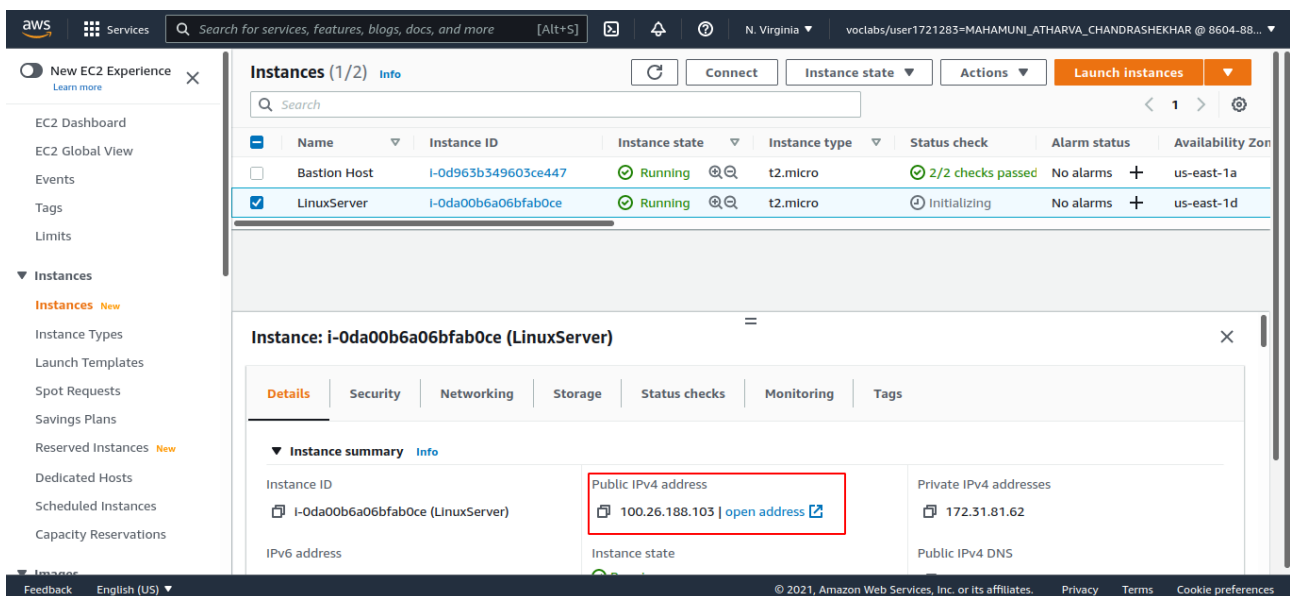 aws Services Search for services, features, blogs, docs, and more [Alt+S] N. Virginia ▼ voclabs/user1721283=MAHAMUNI_ATHARVA_CHANDRASHEKHAR @ 8604-88... ▼
New EC2 Experience
Learn more
EC2 Dashboard
EC2 Global View
Events
Tags
Limits
Instances
Instances New
Instance Types
Launch Templates
Spot Requests
Savings Plans
Reserved Instances New
Dedicated Hosts
Scheduled Instances
Capacity Reservations
Images
Instances (1/2) Info Connect Instance state ▼ Actions ▼ Launch instances ▼
Search 1
Name Instance ID Instance state Instance type Status check Alarm status Availability Zon
Bastion Host i-0d963b349603ce447 Running t2.micro 2/2 checks passed No alarms + us-east-1a
LinuxServer i-0da00b6a06bfab0ce Running t2.micro Initializing No alarms + us-east-1d
Instance: i-0da00b6a06bfab0ce (LinuxServer)
Details Security Networking Storage Status checks Monitoring Tags
Instance summary Info
Instance ID Public IPv4 address Private IPv4 addresses
i-0da00b6a06bfab0ce (LinuxServer) 100.26.188.103 | open address 172.31.81.62
IPv6 address Instance state Public IPv4 DNS
Feedback English (US) ▼ © 2021, Amazon Web Services, Inc. or its affiliates. Privacy Terms Cookie preferences